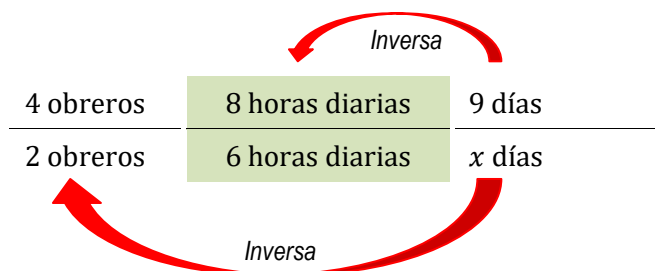 Inversa
4 obreros 8 horas diarias 9 días
2 obreros 6 horas diarias x días
Inversa